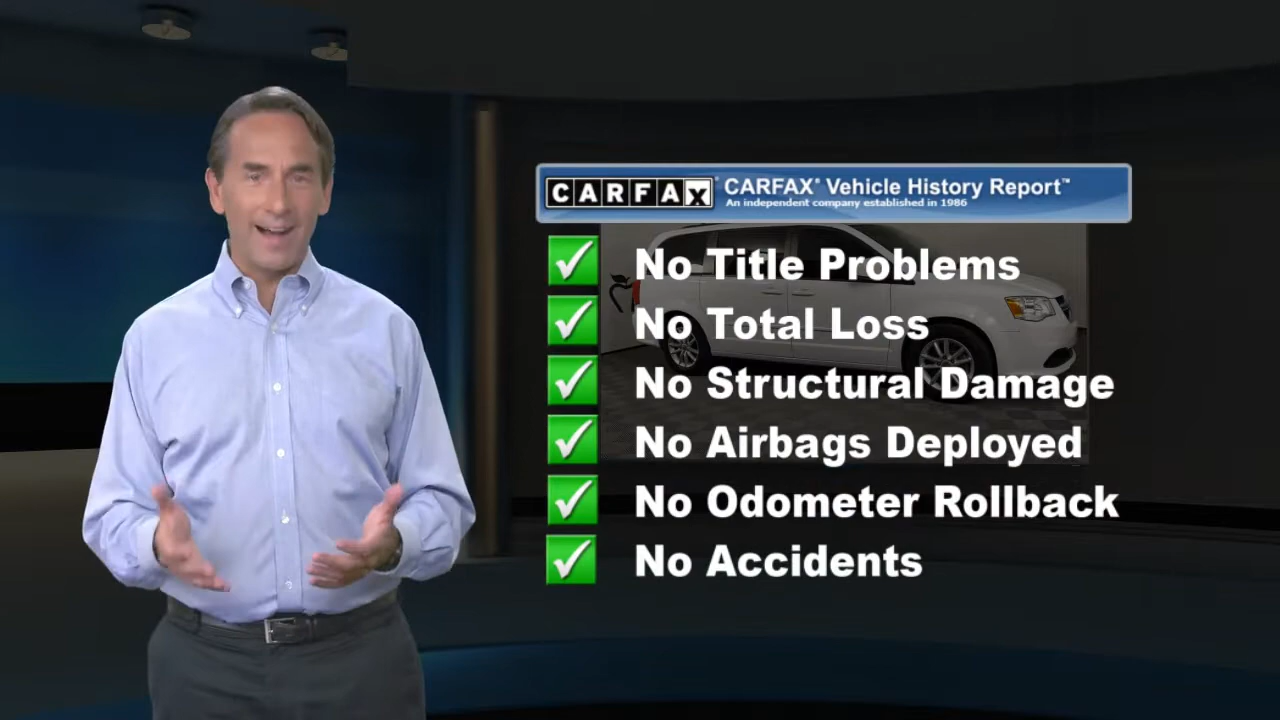 CARFAX® CARFAX® Vehicle History Report™
An independent company established in 1986
No Title Problems
No Total Loss
No Structural Damage
No Airbags Deployed
No Odometer Rollback
No Accidents